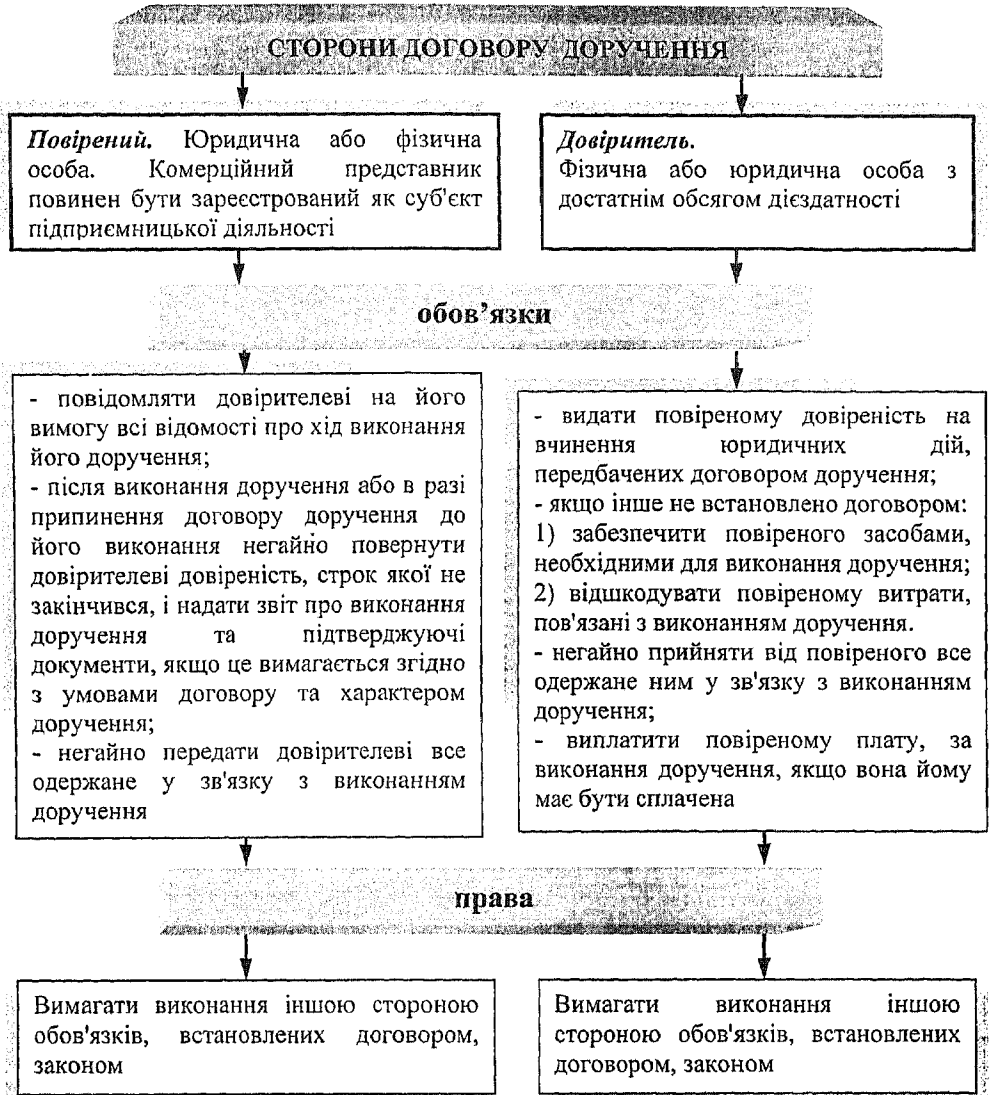 СТОРОНИ ДОГОВОРУ ДОРУЧЕННЯ
Повірений. Юридична або фізична
особа. Комерційний представник
повинен бути зареєстрований як суб'єкт
підприємницької діяльності
Довіритель.
Фізична або юридична особа з
достатнім обсягом дієздатності
обов’язки
- повідомляти довірителеві на його
вимогу всі відомості про хід виконання
його доручення;
- після виконання доручення або в разі
припинення договору доручення до
його виконання негайно повернути
довірителеві довіреність, строк якої не
закінчився, і надати звіт про виконання
доручення та підтверджуючі
документи, якщо це вимагається згідно
з умовами договору та характером
доручення;
- негайно передати довірителеві все
одержане у зв'язку з виконанням
доручення
- видати повіреному довіреність на
вчинення юридичних дій,
передбачених договором доручення;
- якщо інше не встановлено договором:
1) забезпечити повіреного засобами,
необхідними для виконання доручення;
2) відшкодувати повіреному витрати,
пов'язані з виконанням доручення.
- негайно прийняти від повіреного все
одержане ним у зв'язку з виконанням
доручення;
- виплатити повіреному плату, за
виконання доручення, якщо вона йому
має бути сплачена
права
Вимагати виконання іншою стороною
обов'язків, встановлених договором,
законом
Вимагати виконання іншою
стороною обов'язків, встановлених
договором, законом